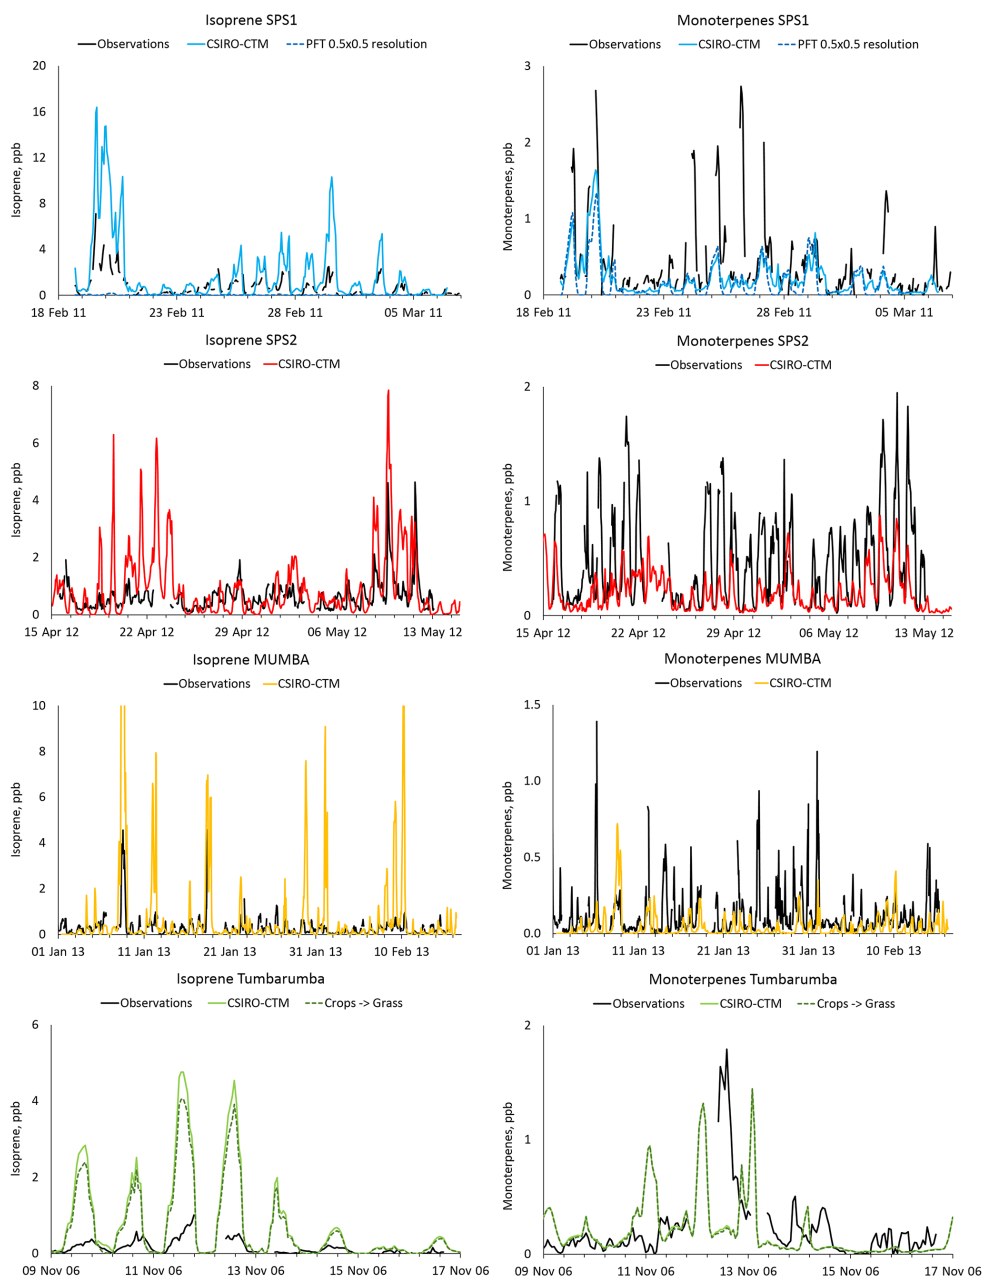 Isoprene SPS1
Observations CSIRO-CTM PFT 0.5x0.5 resolution
Isoprene, ppb
20
16
12
8
4
0
18 Feb 11 23 Feb 11 28 Feb 11 05 Mar 11
Monoterpenes SPS1
Observations CSIRO-CTM PFT 0.5x0.5 resolution
Monoterpenes, ppb
3
2
1
0
18 Feb 11 23 Feb 11 28 Feb 11 05 Mar 11
Isoprene SPS2
Observations CSIRO-CTM
Isoprene, ppb
8
6
4
2
0
15 Apr 12 22 Apr 12 29 Apr 12 06 May 12 13 May 12
Monoterpenes SPS2
Observations CSIRO-CTM
Monoterpenes, ppb
2
1
0
15 Apr 12 22 Apr 12 29 Apr 12 06 May 12 13 May 12
Isoprene MUMBA
Observations CSIRO-CTM
Isoprene, ppb
10
8
6
4
2
0
01 Jan 13 11 Jan 13 21 Jan 13 31 Jan 13 10 Feb 13
Monoterpenes MUMBA
Observations CSIRO-CTM
Monoterpenes, ppb
1.5
1.0
0.5
0.0
01 Jan 13 11 Jan 13 21 Jan 13 31 Jan 13 10 Feb 13
Isoprene Tumbarumba
Observations CSIRO-CTM Crops -> Grass
Isoprene, ppb
6
4
2
0
09 Nov 06 11 Nov 06 13 Nov 06 15 Nov 06 17 Nov 06
Monoterpenes Tumbarumba
Observations CSIRO-CTM Crops -> Grass
Monoterpenes, ppb
2
1
0
09 Nov 06 11 Nov 06 13 Nov 06 15 Nov 06 17 Nov 06